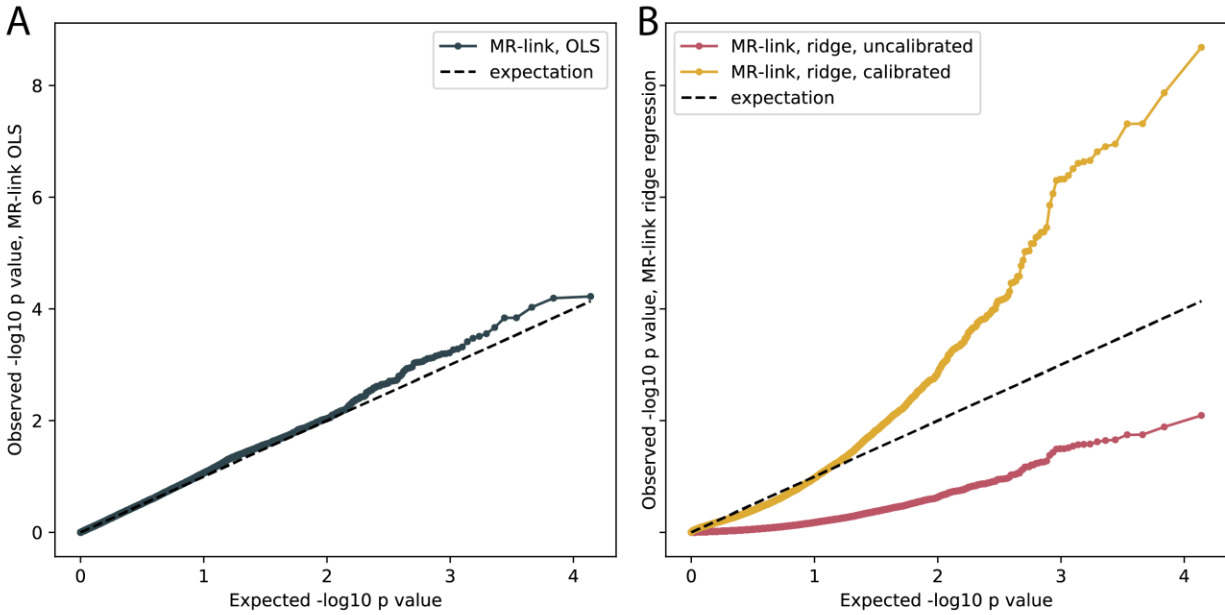 A
MR-link, OLS
expectation
Observed -log10 p value, MR-link OLS
8
6
4
2
0
0 1 2 3 4
Expected -log10 p value
B
MR-link, ridge, uncalibrated
MR-link, ridge, calibrated
expectation
Observed -log10 p value, MR-link ridge regression
0 1 2 3 4
Expected -log10 p value